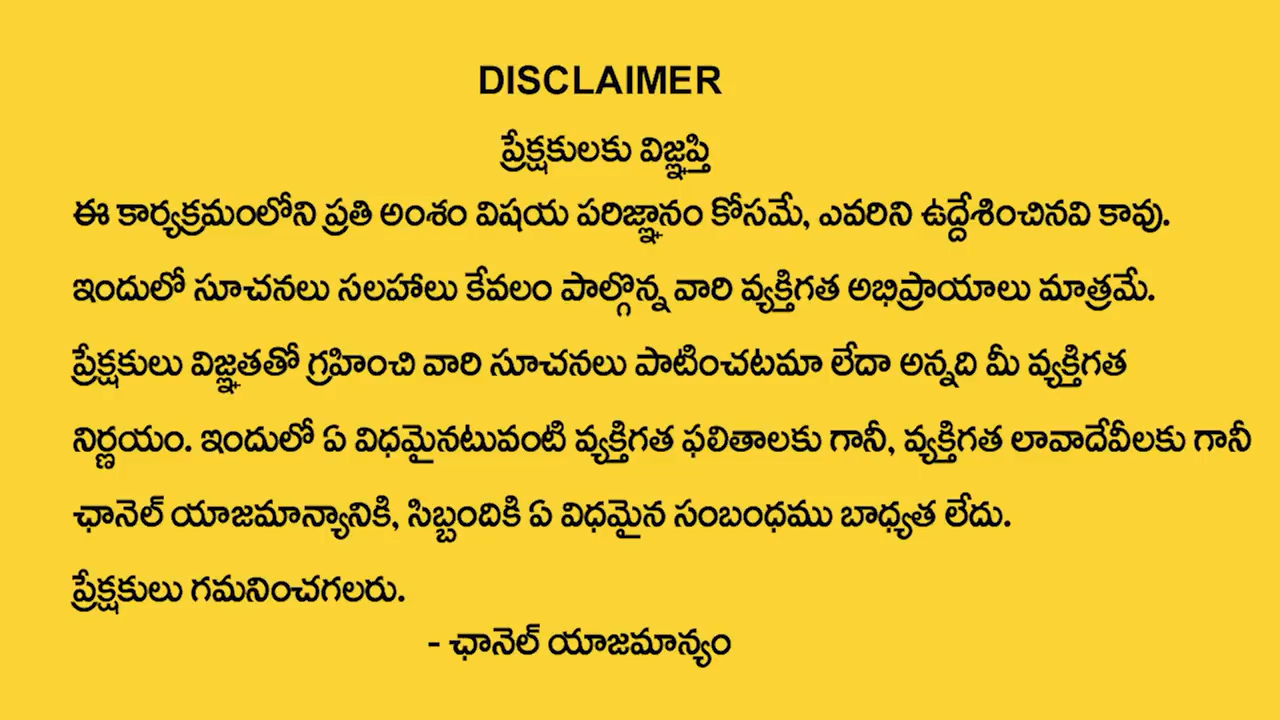 DISCLAIMER
ప్రేక్షకులకు విజ్ఞప్తి
ఈ కార్యక్రమంలోని ప్రతి అంశం విషయ పరిజ్ఞానం కోసమే, ఎవరిని ఉద్దేశించినవి కావు.
ఇందులో సూచనలు సలహాలు కేవలం పాల్గొన్న వారి వ్యక్తిగత అభిప్రాయాలు మాత్రమే.
ప్రేక్షకులు విజ్ఞతతో గ్రహించి వారి సూచనలు పాటించటమా లేదా అన్నది మీ వ్యక్తిగత
నిర్ణయం. ఇందులో ఏ విధమైనటువంటి వ్యక్తిగత ఫలితాలకు గానీ, వ్యక్తిగత లావాదేవీలకు గానీ
ఛానెల్ యాజమాన్యానికి, సిబ్బందికి ఏ విధమైన సంబంధము బాధ్యత లేదు.
ప్రేక్షకులు గమనించగలరు.
- ఛానెల్ యాజమాన్యం